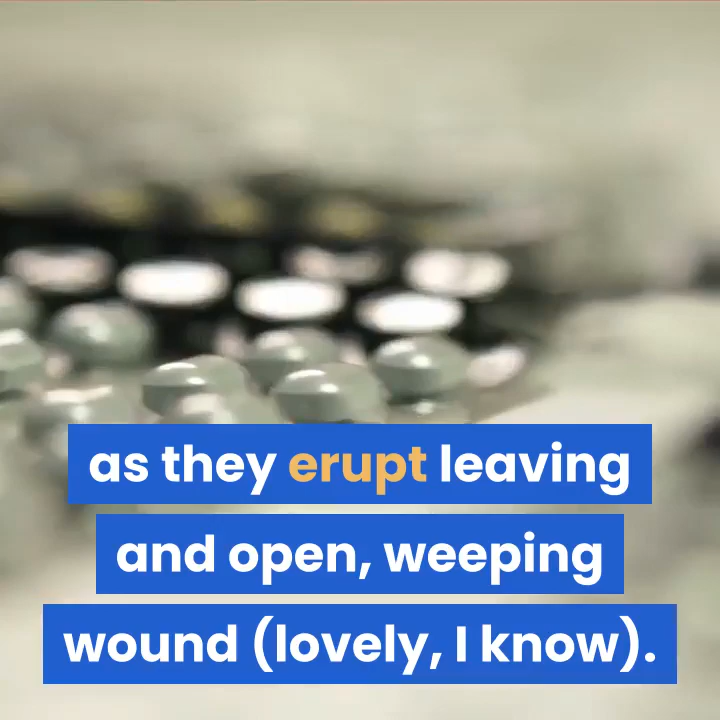 as they erupt leaving
and open, weeping
wound (lovely, I know).